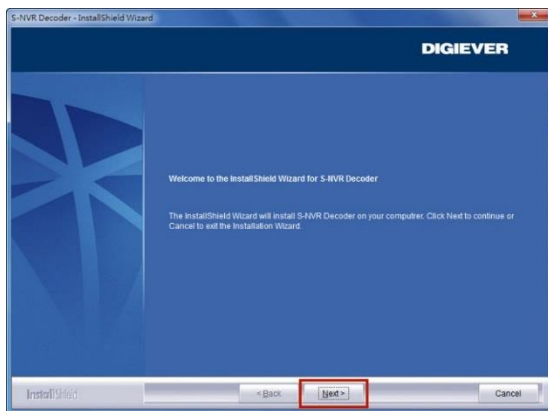 S-NVR Decoder - InstallShield Wizard
DIGIEVER
Welcome to the InstallShield Wizard for S-NVR Decoder
The InstallShield Wizard will install S-NVR Decoder on your computrer. Click Next to continue or
Cancel to exit the Installation Wizard.
InstallShield
< Back
Next >
Cancel